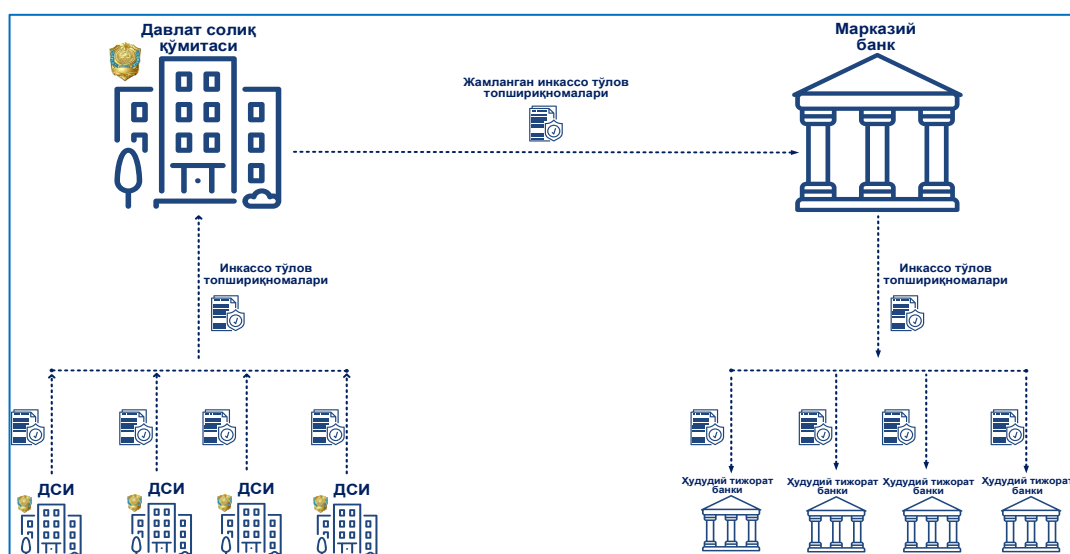 Давлат солиқ
қўмитаси
Марказий
банк
Жамланган инкассо тўлов
топшириқномалари
Инкассо тўлов
топшириқномалари
Инкассо тўлов
топшириқномалари
ДСИ
ДСИ
ДСИ
ДСИ
Ҳудудий тижорат
банки
Ҳудудий тижорат
банки
Ҳудудий тижорат
банки
Ҳудудий тижорат
банки